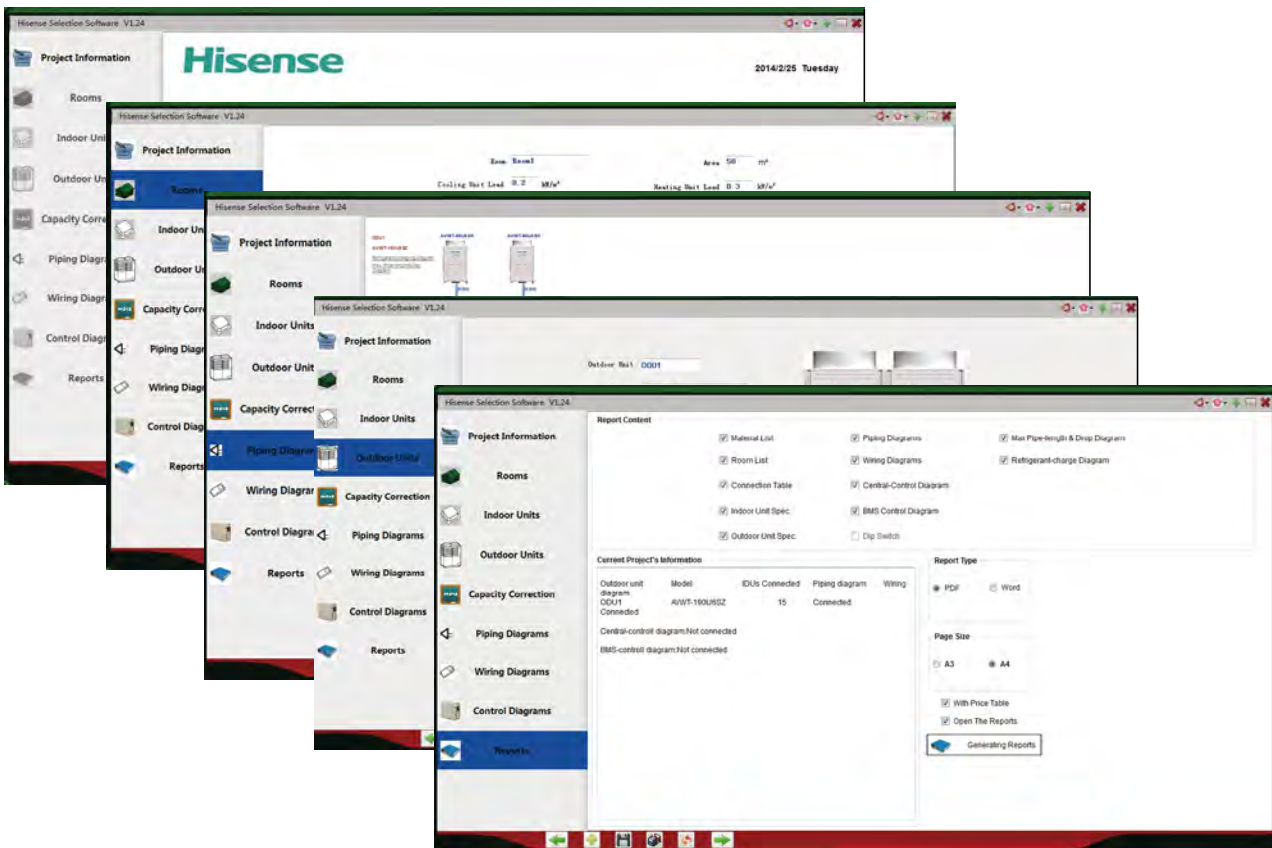 Hisense Selection Software V1.24
Project Information
Hisense
2014/2/25 Tuesday
Rooms
Indoor Uni
Outdoor Un
Capacity Corre
Piping Diagra
Wiring Diagr
Control Diagr
Reports
Hisense Selection Software V1.24
Project Information
Room Room1
Area 50 m²
Cooling Unit Load 0.2 kW/m²
Heating Unit Load 0.3 kW/m²
Rooms
Indoor Un
Outdoor Un
Capacity Corre
Piping Diagr
Wiring Diagr
Control Diag
Reports
Hisense Selection Software V1.24
Project Information
ODU1
Rooms
Indoor Units
Outdoor Unit
Capacity Correct
Piping Diagram
Wiring Diagrar
Control Diagra
Reports
Hisense Selection Software V1.24
Project Information
Outdoor Unit ODU1
Rooms
Indoor Units
Outdoor Units
Capacity Correction
Piping Diagrams
Wiring Diagrams
Control Diagrams
Reports
Hisense Selection Software V1.24
Project Information
Rooms
Indoor Units
Outdoor Units
Capacity Correction
Piping Diagrams
Wiring Diagrams
Control Diagrams
Reports
Report Content
Material List
Piping Diagrams
Max Pipe-length & Drop Diagram
Room List
Wiring Diagrams
Refrigerant-charge Diagram
Connection Table
Central-Control Diagram
Indoor Unit Spec.
BMS Control Diagram
Outdoor Unit Spec.
Dip Switch
Current Project's Information
Outdoor unit Model IDUs Connected Piping diagram Wiring
diagram
ODU1 AVWT-190U6SZ 15 Connected
Connected
Central-controll diagram:Not connected
BMS-controll diagram:Not connected
Report Type
PDF Word
Page Size
A3 A4
With Price Table
Open The Reports
Generating Reports